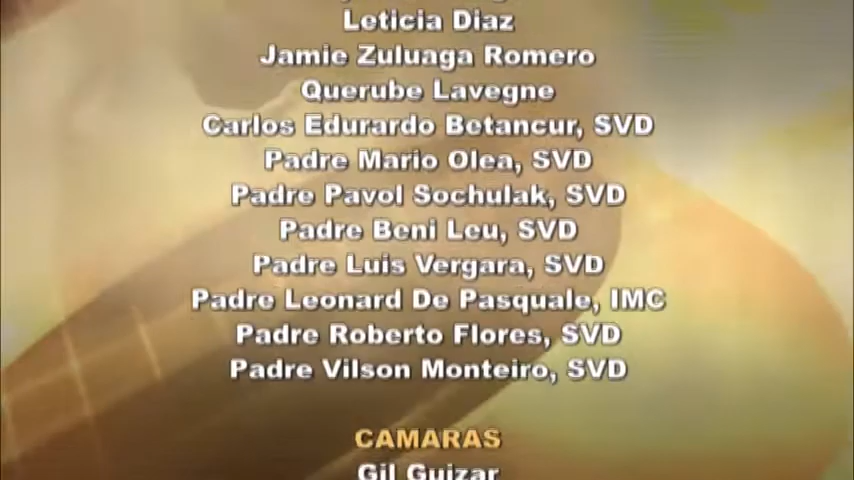 Leticia Diaz
Jamie Zuluaga Romero
Querube Lavegne
Carlos Edurardo Betancur, SVD
Padre Mario Olea, SVD
Padre Pavol Sochulak, SVD
Padre Beni Leu, SVD
Padre Luis Vergara, SVD
Padre Leonard De Pasquale, IMC
Padre Roberto Flores, SVD
Padre Vilson Monteiro, SVD
CAMARAS
Gil Guizar